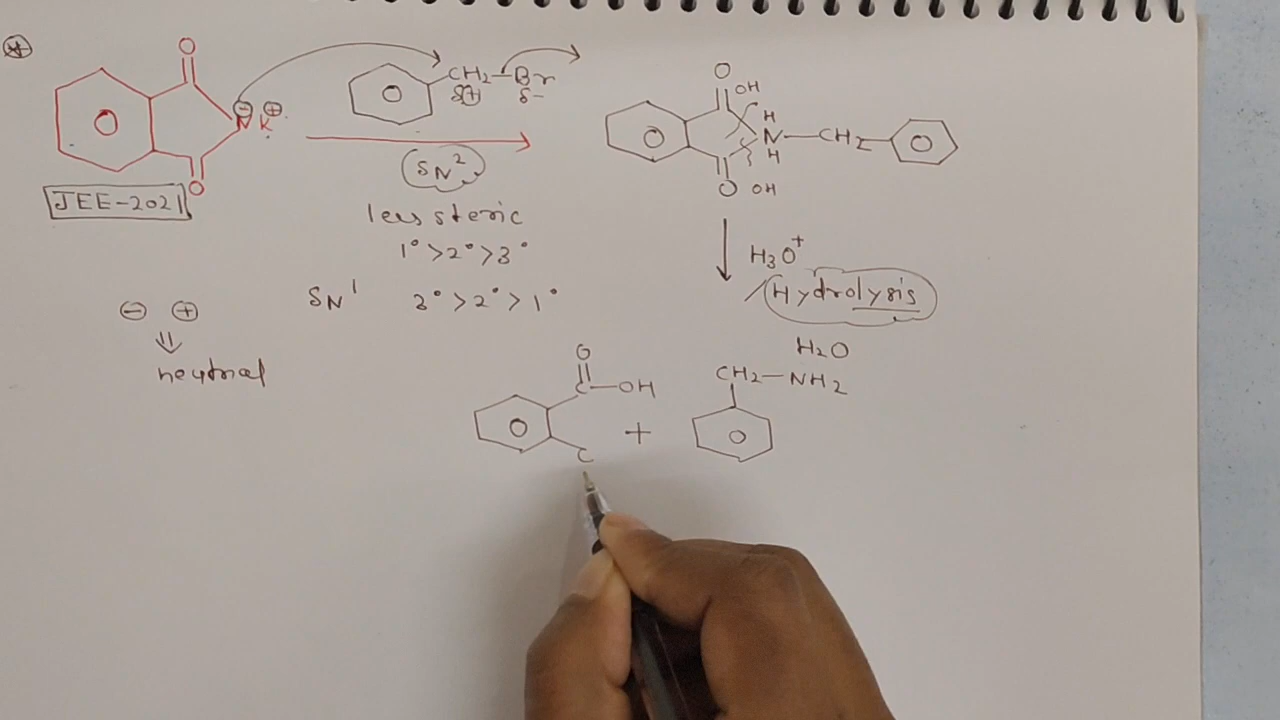 O
CH2-Br
δ⊕ δ-
⊖ ⊕
N K
O
O
JEE-2021
SN2
less steric
1° > 2° > 3°
SN1 3° > 2° > 1°
⊖ ⊕
neutral
O
OH
H
N-CH2
H
O OH
H3O+
Hydrolysis
H2O
O
C-OH
C
+
CH2-NH2
O